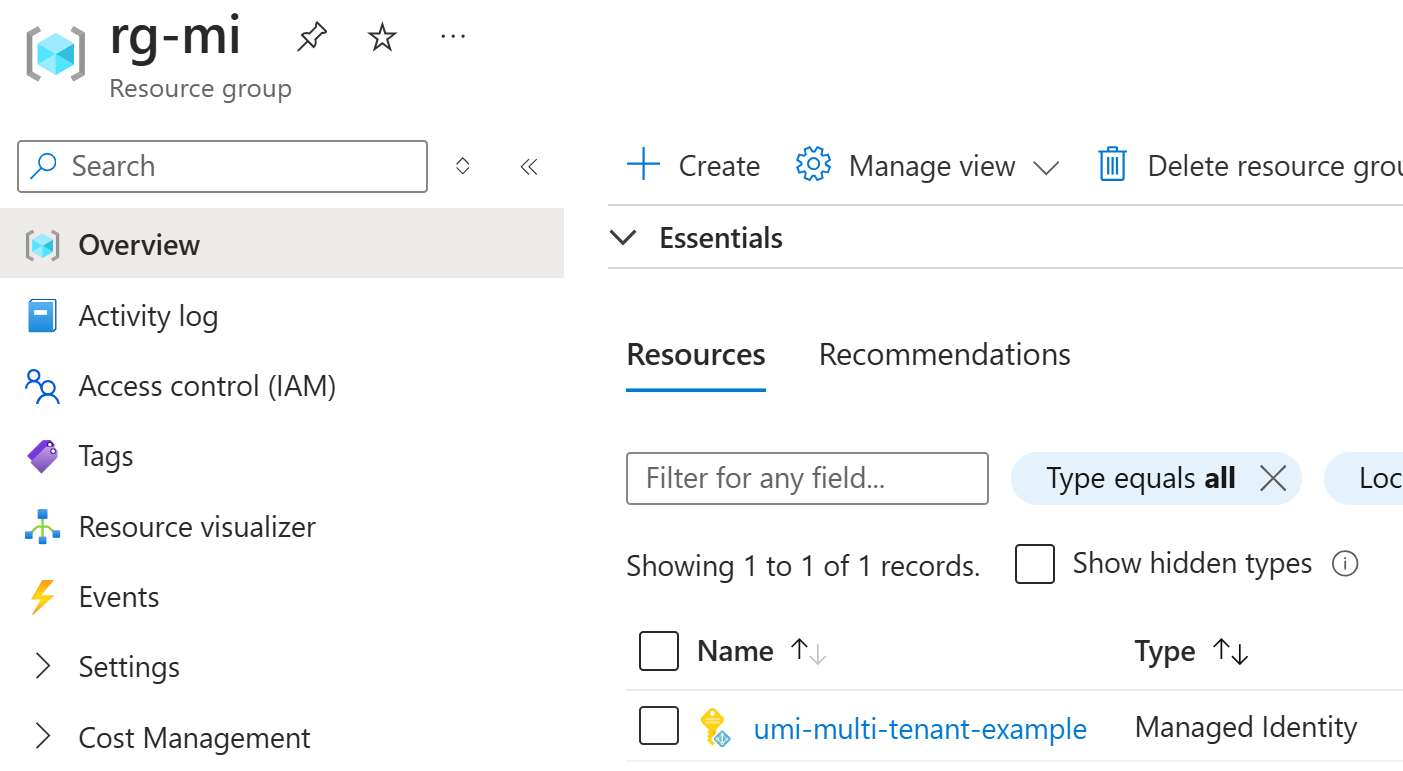 rg-mi
Resource group
Search
Overview
Activity log
Access control (IAM)
Tags
Resource visualizer
Events
Settings
Cost Management
Create
Manage view
Delete resource grou
Essentials
Resources
Recommendations
Filter for any field...
Type equals all
Loc
Showing 1 to 1 of 1 records.
Show hidden types
Name
Type
umi-multi-tenant-example
Managed Identity